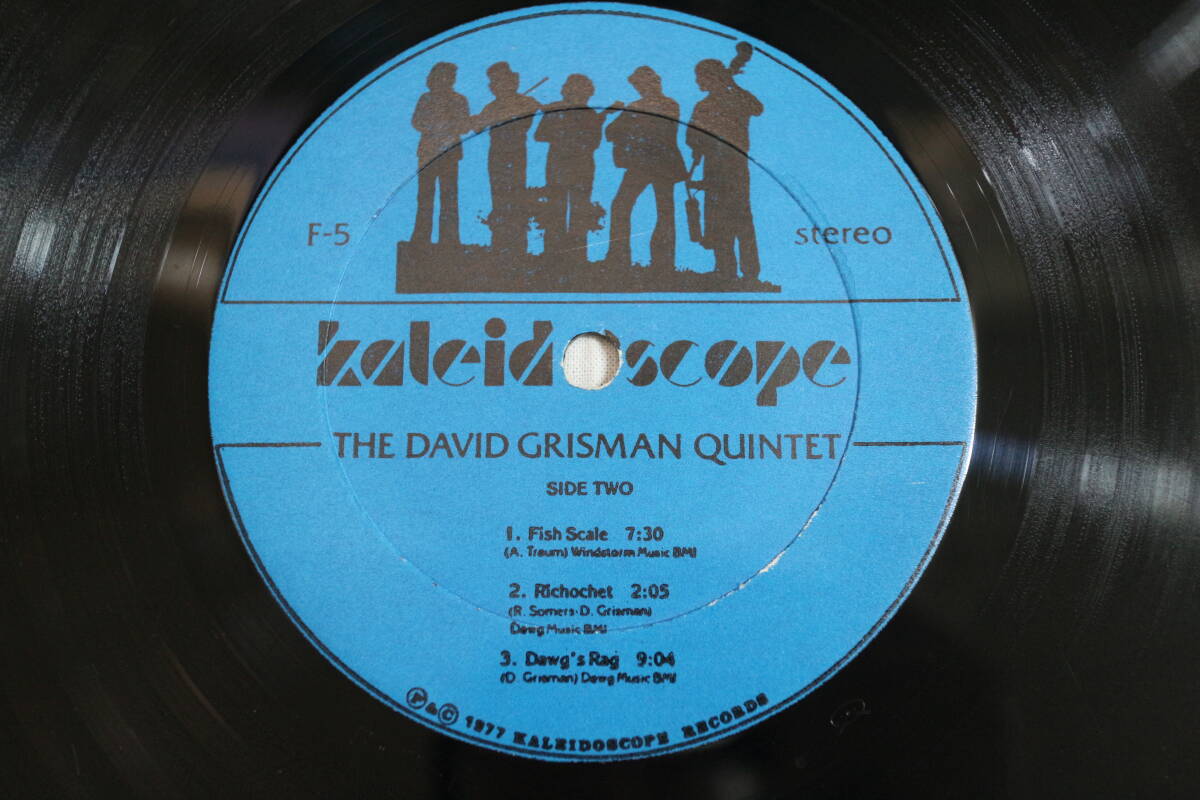 F-5
stereo
kaleidoscope
THE DAVID GRISMAN QUINTET
SIDE TWO
1. Fish Scale 7:30
(A. Traum) Windstorm Music BMI
2. Richochet 2:05
(R. Somers-D. Grisman)
Dawg Music BMI
3. Dawg's Rag 9:04
(D. Grisman) Dawg Music BMI
℗ & © 1977 KALEIDOSCOPE RECORDS